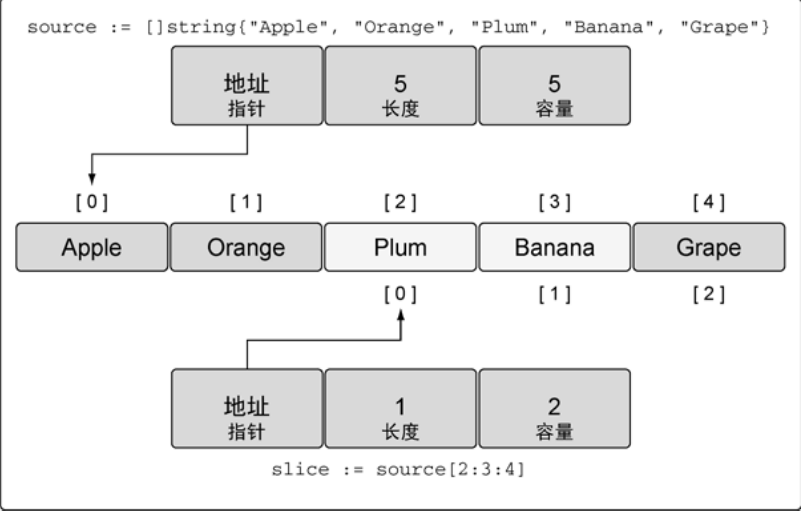 source := []string{"Apple", "Orange", "Plum", "Banana", "Grape"}
地址 5 5
指针 长度 容量
[0] [1] [2] [3] [4]
Apple Orange Plum Banana Grape
[0] [1] [2]
地址 1 2
指针 长度 容量
slice := source[2:3:4]